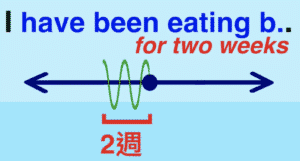 I have been eating b..
for two weeks
2週